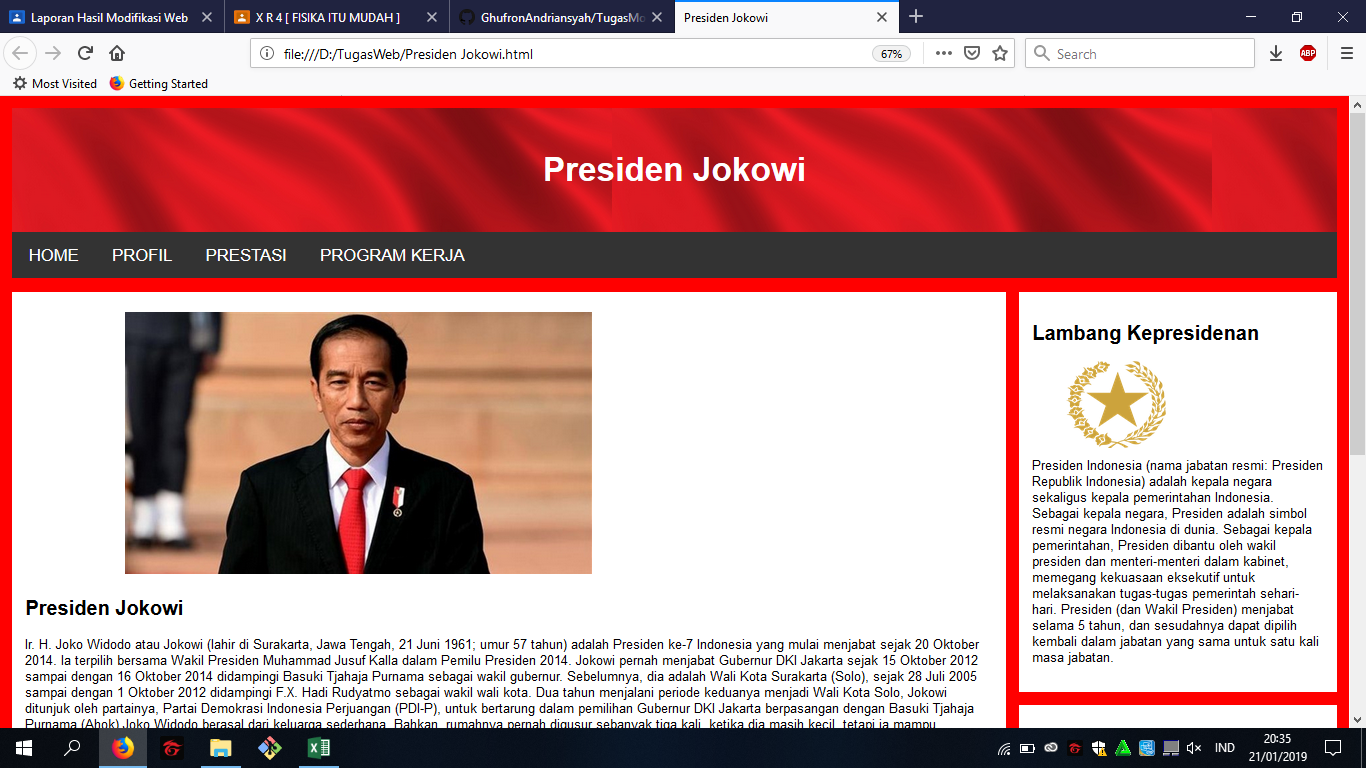 Laporan Hasil Modifikasi Web
X R 4 [ FISIKA ITU MUDAH ]
GhufronAndriansyah/TugasMo
Presiden Jokowi
file:///D:/TugasWeb/Presiden Jokowi.html
67%
Search
ABP
Most Visited
Getting Started
Presiden Jokowi
HOME
PROFIL
PRESTASI
PROGRAM KERJA
Presiden Jokowi
Ir. H. Joko Widodo atau Jokowi (lahir di Surakarta, Jawa Tengah, 21 Juni 1961; umur 57 tahun) adalah Presiden ke-7 Indonesia yang mulai menjabat sejak 20 Oktober
2014. Ia terpilih bersama Wakil Presiden Muhammad Jusuf Kalla dalam Pemilu Presiden 2014. Jokowi pernah menjabat Gubernur DKI Jakarta sejak 15 Oktober 2012
sampai dengan 16 Oktober 2014 didampingi Basuki Tjahaja Purnama sebagai wakil gubernur. Sebelumnya, dia adalah Wali Kota Surakarta (Solo), sejak 28 Juli 2005
sampai dengan 1 Oktober 2012 didampingi F.X. Hadi Rudyatmo sebagai wakil wali kota. Dua tahun menjalani periode keduanya menjadi Wali Kota Solo, Jokowi
ditunjuk oleh partainya, Partai Demokrasi Indonesia Perjuangan (PDI-P), untuk bertarung dalam pemilihan Gubernur DKI Jakarta berpasangan dengan Basuki Tjahaja
Purnama (Ahok) Joko Widodo berasal dari keluarga sederhana. Bahkan, rumahnya pernah digusur sebanyak tiga kali, ketika dia masih kecil, tetapi ia mampu
Lambang Kepresidenan
Presiden Indonesia (nama jabatan resmi: Presiden
Republik Indonesia) adalah kepala negara
sekaligus kepala pemerintahan Indonesia.
Sebagai kepala negara, Presiden adalah simbol
resmi negara Indonesia di dunia. Sebagai kepala
pemerintahan, Presiden dibantu oleh wakil
presiden dan menteri-menteri dalam kabinet,
memegang kekuasaan eksekutif untuk
melaksanakan tugas-tugas pemerintah sehari-
hari. Presiden (dan Wakil Presiden) menjabat
selama 5 tahun, dan sesudahnya dapat dipilih
kembali dalam jabatan yang sama untuk satu kali
masa jabatan.
IND
20:35
21/01/2019